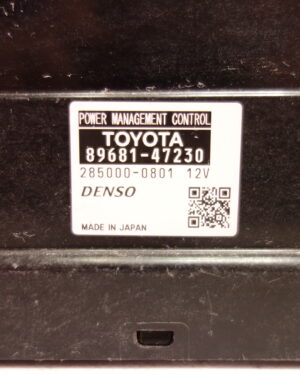 POWER MANAGEMENT CONTROL
TOYOTA
89681-47230
285000-0801 12V
DENSO
MADE IN JAPAN